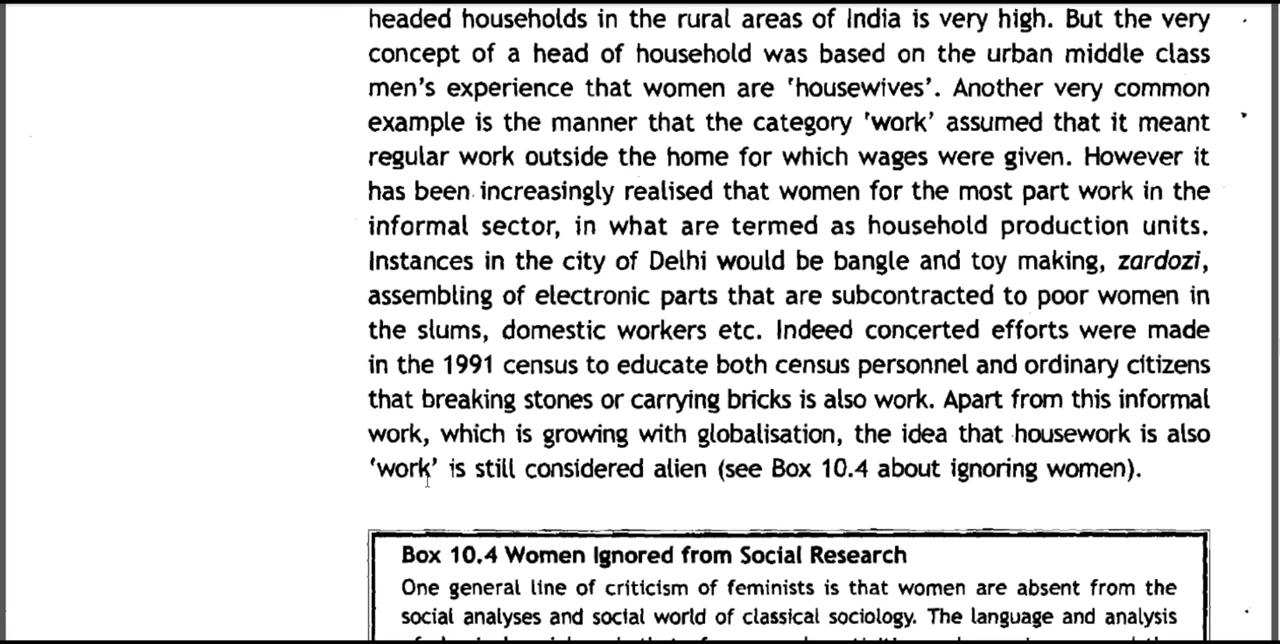 headed households in the rural areas of India is very high. But the very
concept of a head of household was based on the urban middle class
men's experience that women are 'housewives'. Another very common
example is the manner that the category 'work' assumed that it meant
regular work outside the home for which wages were given. However it
has been increasingly realised that women for the most part work in the
informal sector, in what are termed as household production units.
Instances in the city of Delhi would be bangle and toy making, zardozi,
assembling of electronic parts that are subcontracted to poor women in
the slums, domestic workers etc. Indeed concerted efforts were made
in the 1991 census to educate both census personnel and ordinary citizens
that breaking stones or carrying bricks is also work. Apart from this informal
work, which is growing with globalisation, the idea that housework is also
'work' is still considered alien (see Box 10.4 about ignoring women).
Box 10.4 Women Ignored from Social Research
One general line of criticism of feminists is that women are absent from the
social analyses and social world of classical sociology. The language and analysis